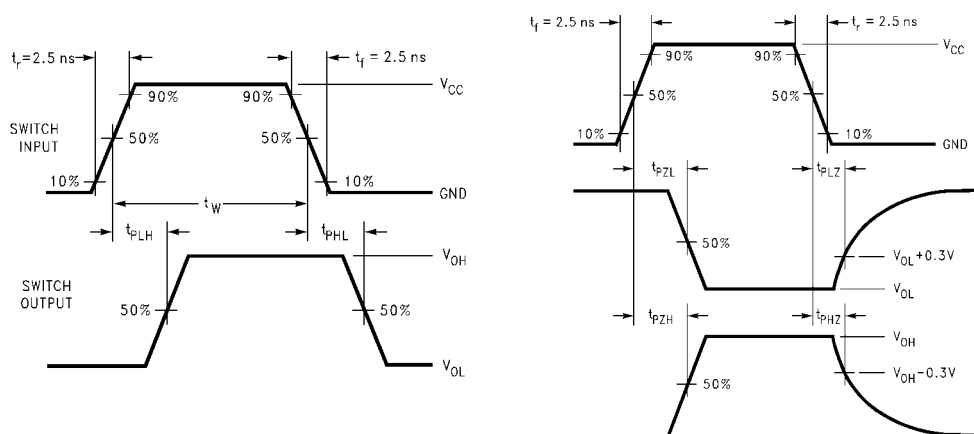 t_r=2.5 ns
t_f = 2.5 ns
V_CC
90%
90%
SWITCH
INPUT
50%
50%
10%
10%
GND
t_W
t_PLH
t_PHL
V_OH
SWITCH
OUTPUT
50%
50%
V_OL
t_f = 2.5 ns
t_r = 2.5 ns
V_CC
90%
90%
50%
50%
10%
10%
GND
t_PZL
t_PLZ
50%
V_OL+0.3V
V_OL
t_PZH
t_PHZ
V_OH
V_OH−0.3V
50%